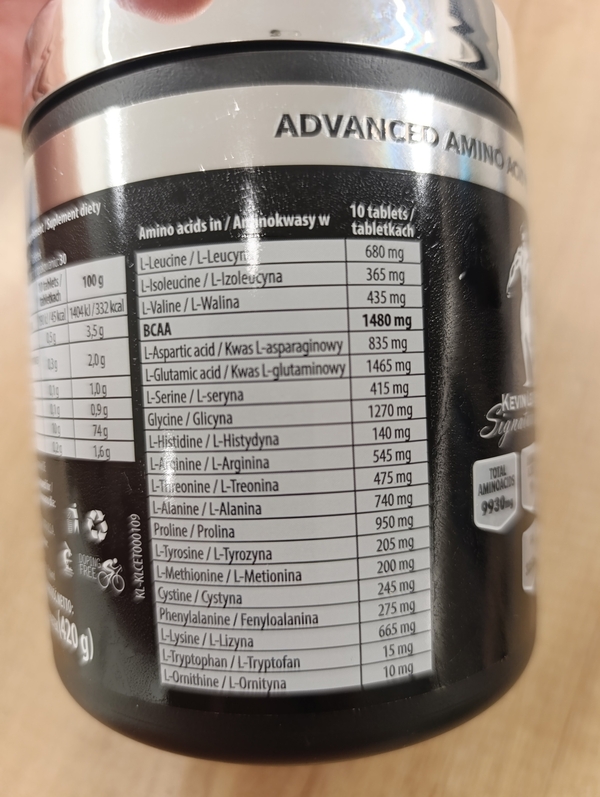 ADVANCED AMINO
/Suplement diety
Amino acids in / Aminokwasy w 10 tablets / tabletkach
L-Leucine / L-Leucyna 680 mg
L-Isoleucine / L-Izoleucyna 365 mg
L-Valine / L-Walina 435 mg
BCAA 1480 mg
L-Aspartic acid / Kwas L-asparaginowy 835 mg
L-Glutamic acid / Kwas L-glutaminowy 1465 mg
L-Serine / L-seryna 415 mg
Glycine / Glicyna 1270 mg
L-Histidine / L-Histydyna 140 mg
L-Arginine / L-Arginina 545 mg
L-Threonine / L-Treonina 475 mg
L-Alanine / L-Alanina 740 mg
Proline / Prolina 950 mg
L-Tyrosine / L-Tyrozyna 205 mg
L-Methionine / L-Metionina 200 mg
Cystine / Cystyna 245 mg
Phenylalanine / Fenyloalanina 275 mg
L-Lysine / L-Lizyna 665 mg
L-Tryptophan / L-Tryptofan 15 mg
L-Ornithine / L-Ornityna 10 mg
100 g
1404 kJ / 332 kcal
3,5 g
2,0 g
1,0 g
0,9 g
74 g
1,6 g
KL-KLCET000109
DOPING
FREE
(420 g)
KEVIN
TOTAL
AMINOACIDS
9930mg